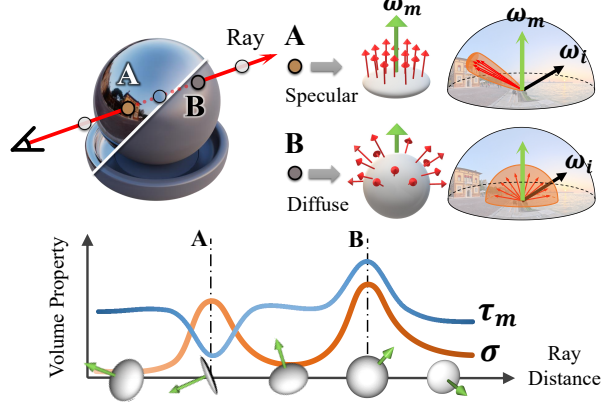 ω_m
Ray
A
A
Specular
ω_m
ω_i
B
B
Diffuse
ω_i
Volume Property
A
B
τ_m
σ
Ray
Distance